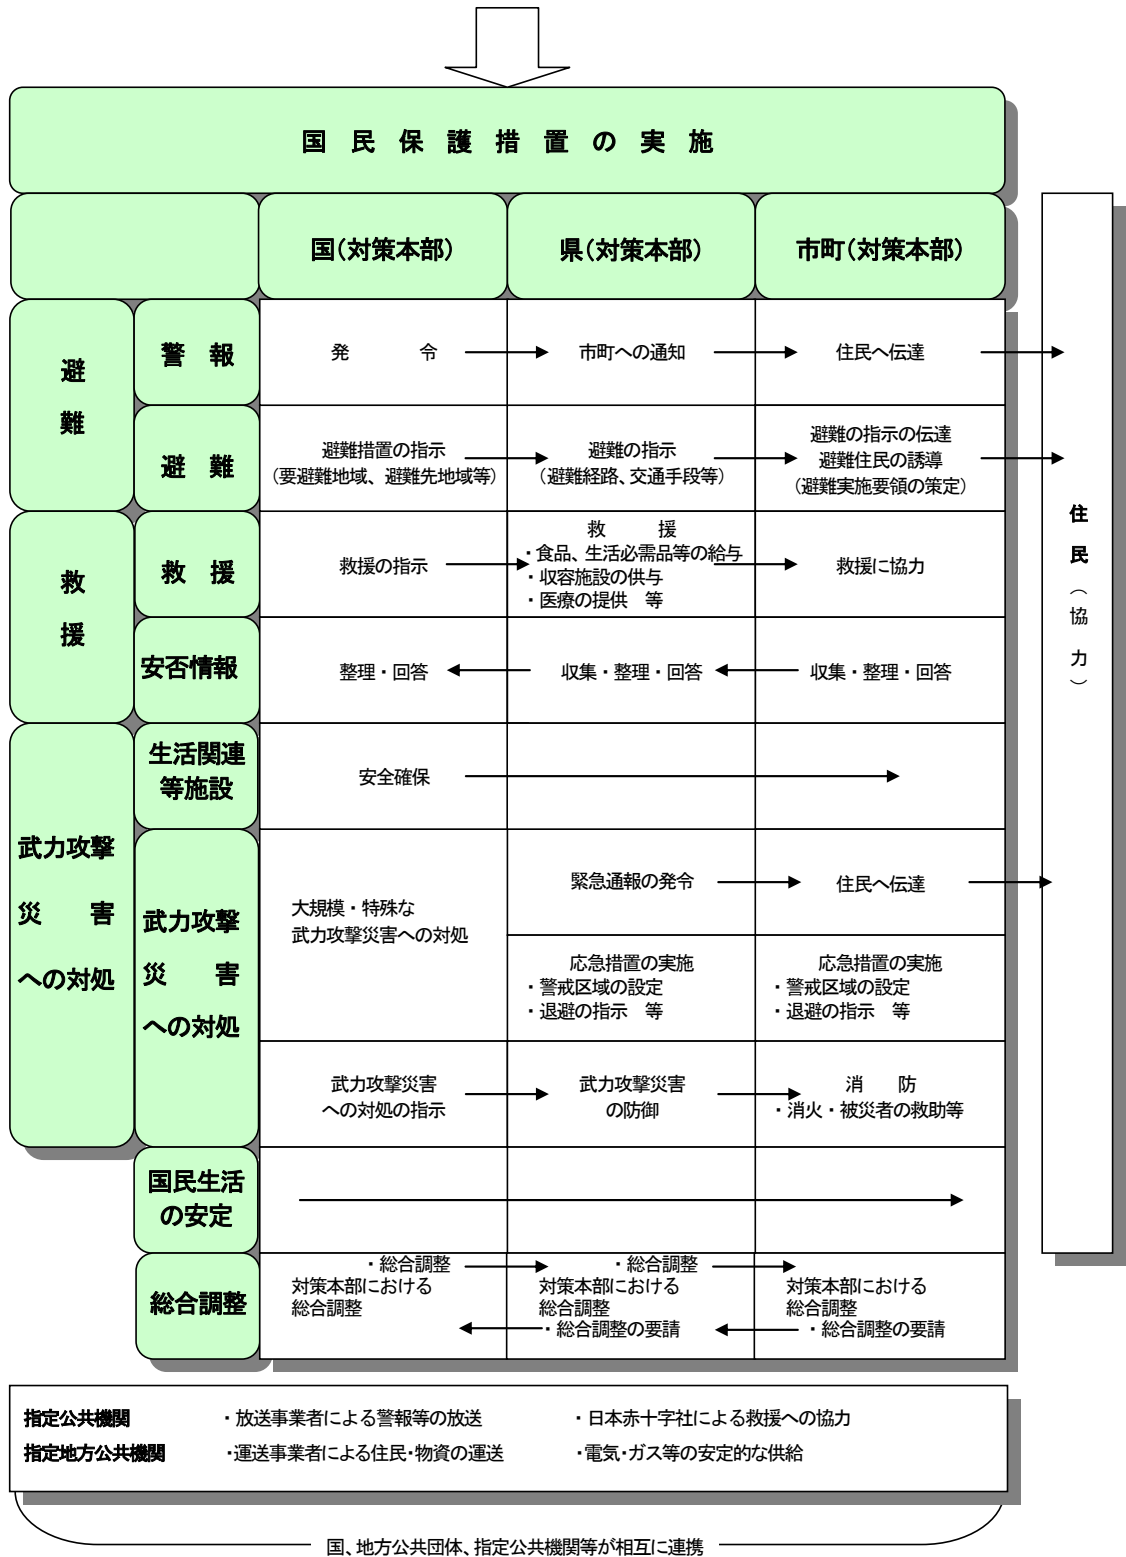 国民保護措置の実施
国（対策本部） 県（対策本部） 市町（対策本部）
避難
警報
発　令 市町への通知 住民へ伝達
避難
避難措置の指示
（要避難地域、避難先地域等）
避難の指示
（避難経路、交通手段等）
避難の指示の伝達
避難住民の誘導
（避難実施要領の策定）
救援
救援
救援の指示
救　援
・食品、生活必需品等の給与
・収容施設の供与
・医療の提供　等
救援に協力
安否情報
整理・回答 収集・整理・回答 収集・整理・回答
武力攻撃
災　害
への対処
生活関連
等施設
安全確保
武力攻撃
災　害
への対処
大規模・特殊な
武力攻撃災害への対処
緊急通報の発令 住民へ伝達
応急措置の実施
・警戒区域の設定
・退避の指示　等
応急措置の実施
・警戒区域の設定
・退避の指示　等
武力攻撃災害
への対処の指示
武力攻撃災害
の防御
消　防
・消火・被災者の救助等
国民生活
の安定
総合調整
・総合調整
対策本部における
総合調整
・総合調整
対策本部における
総合調整
・総合調整の要請
対策本部における
総合調整
・総合調整の要請
住民（協力）
指定公共機関 ・放送事業者による警報等の放送 ・日本赤十字社による救援への協力
指定地方公共機関 ・運送事業者による住民・物資の運送 ・電気・ガス等の安定的な供給
国、地方公共団体、指定公共機関等が相互に連携